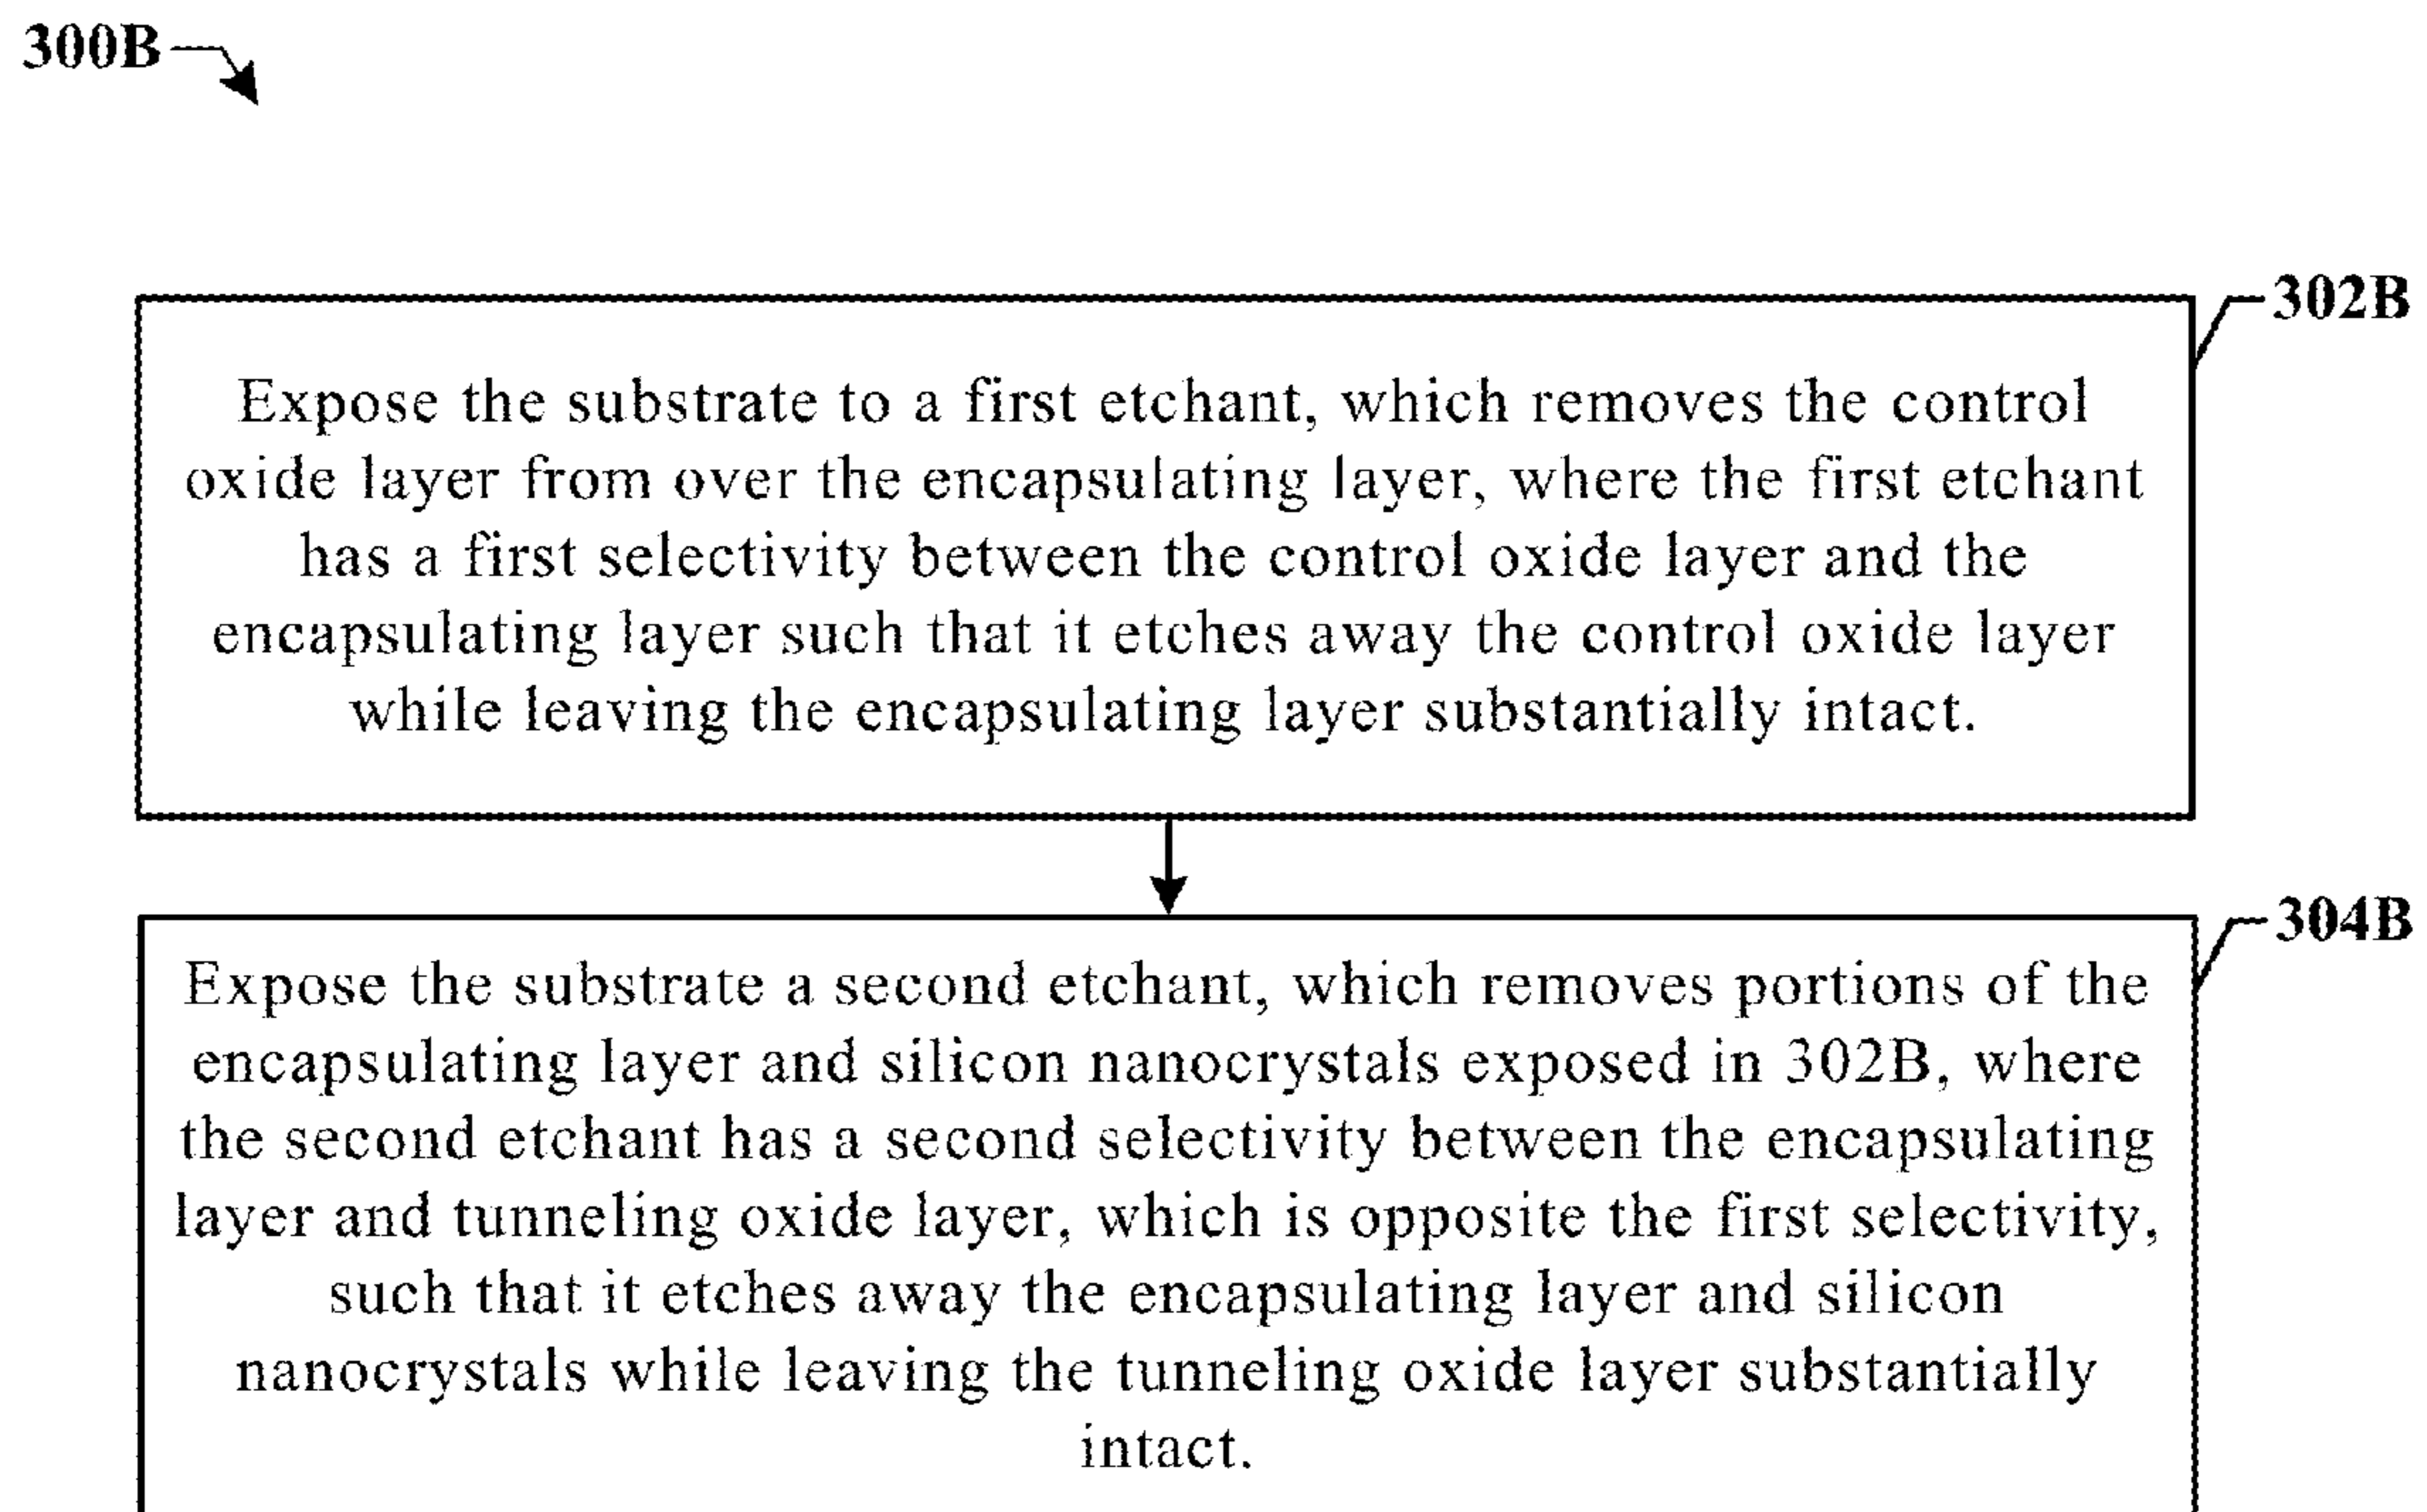 300B
302B
Expose the substrate to a first etchant, which removes the control
oxide layer from over the encapsulating layer, where the first etchant
has a first selectivity between the control oxide layer and the
encapsulating layer such that it etches away the control oxide layer
while leaving the encapsulating layer substantially intact.
304B
Expose the substrate a second etchant, which removes portions of the
encapsulating layer and silicon nanocrystals exposed in 302B, where
the second etchant has a second selectivity between the encapsulating
layer and tunneling oxide layer, which is opposite the first selectivity,
such that it etches away the encapsulating layer and silicon
nanocrystals while leaving the tunneling oxide layer substantially
intact.